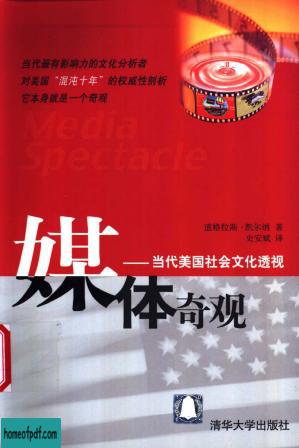 当代最有影响力的文化分析者
对美国“混沌十年”的权威性剖析
它本身就是一个奇观
Media
Spectacle
道格拉斯·凯尔纳 著
史安斌 译
——当代美国社会文化透视
媒体奇观
清华大学出版社
homeofpdf.com